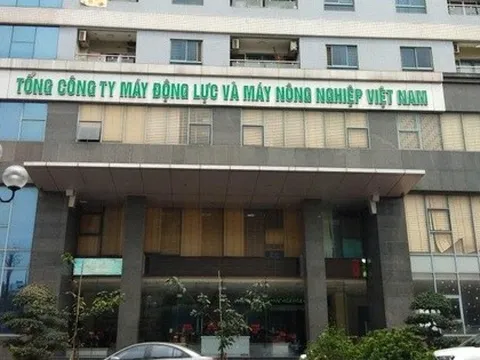 TỔNG CÔNG TY MÁY ĐỘNG LỰC VÀ MÁY NÔNG NGHIỆP VIỆT NAM